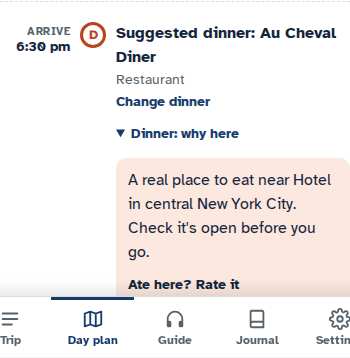 ARRIVE
6:30 pm
D
Suggested dinner: Au Cheval
Diner
Restaurant
Change dinner
▼ Dinner: why here
A real place to eat near Hotel
in central New York City.
Check it's open before you
go.
Ate here? Rate it
Trip
Day plan
Guide
Journal